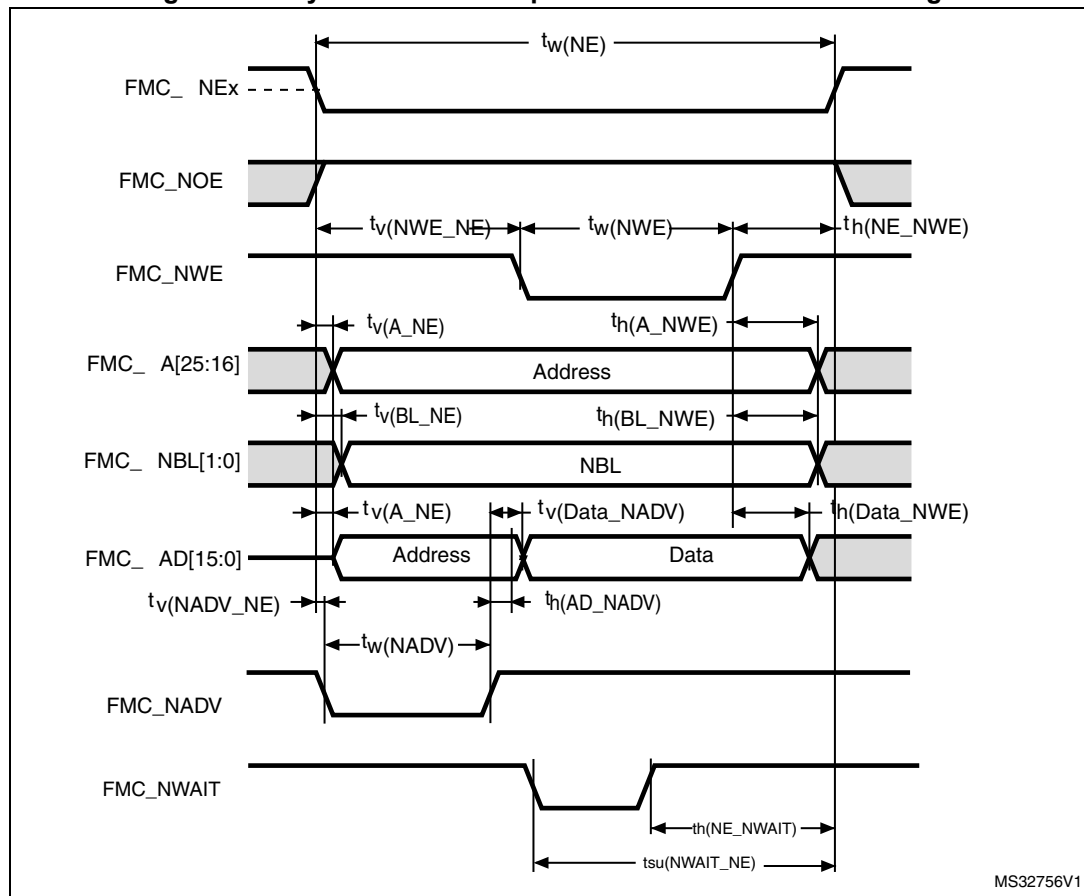 tw(NE)
FMC_ NEx
FMC_NOE
tv(NWE_NE)
tw(NWE)
th(NE_NWE)
FMC_NWE
tv(A_NE)
th(A_NWE)
FMC_ A[25:16]
Address
tv(BL_NE)
th(BL_NWE)
FMC_ NBL[1:0]
NBL
tv(A_NE)
tv(Data_NADV)
th(Data_NWE)
FMC_ AD[15:0]
Address
Data
tv(NADV_NE)
th(AD_NADV)
tw(NADV)
FMC_NADV
FMC_NWAIT
th(NE_NWAIT)
tsu(NWAIT_NE)
MS32756V1